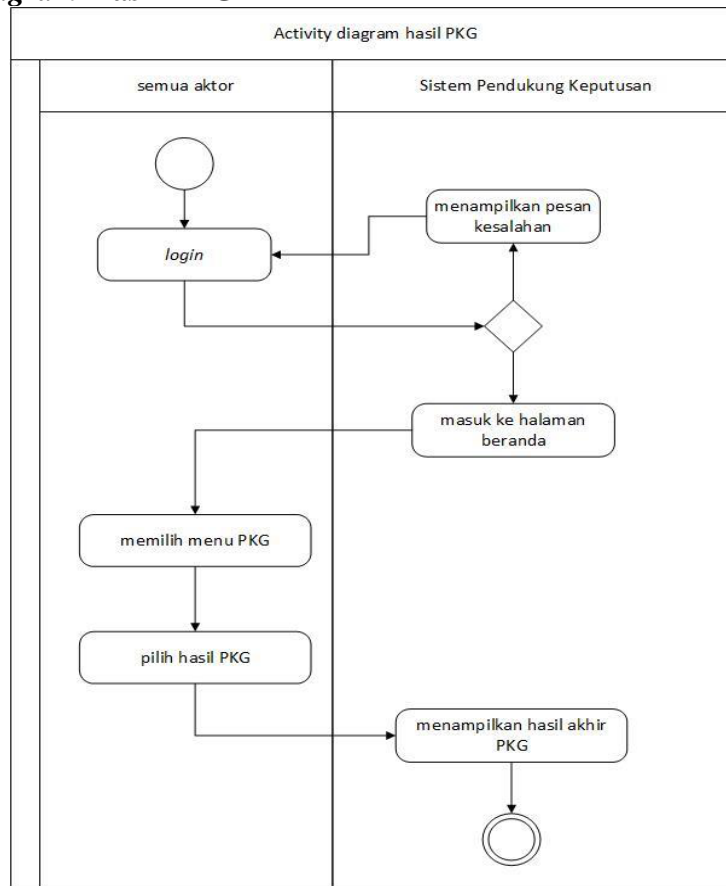 Activity diagram hasil PKG
semua aktor
Sistem Pendukung Keputusan
login
menampilkan pesan
kesalahan
masuk ke halaman
beranda
memilih menu PKG
pilih hasil PKG
menampilkan hasil akhir
PKG